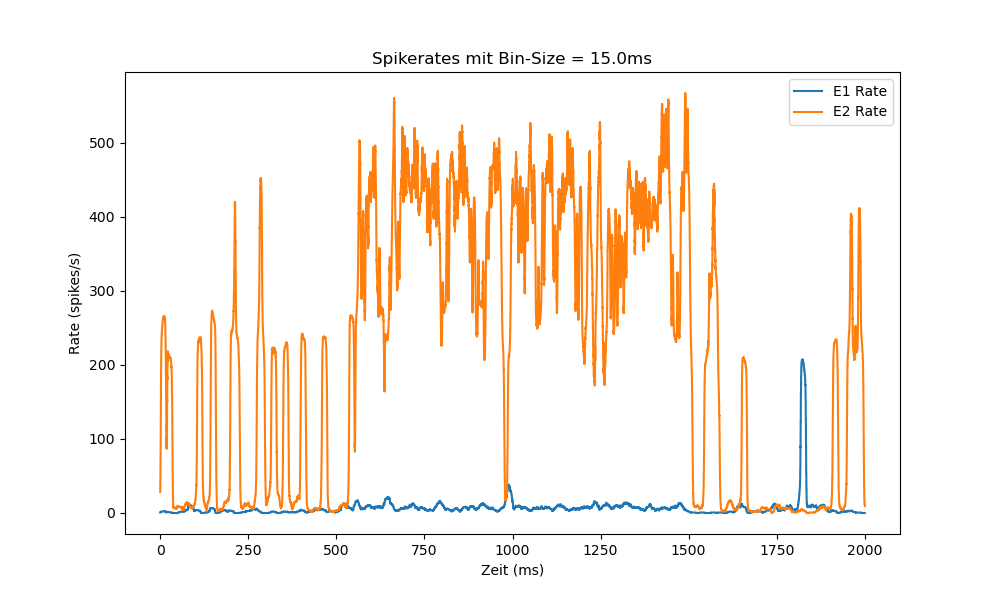 Spikerates mit Bin-Size = 15.0ms
E1 Rate
E2 Rate
Rate (spikes/s)
500
400
300
200
100
0
0 250 500 750 1000 1250 1500 1750 2000
Zeit (ms)